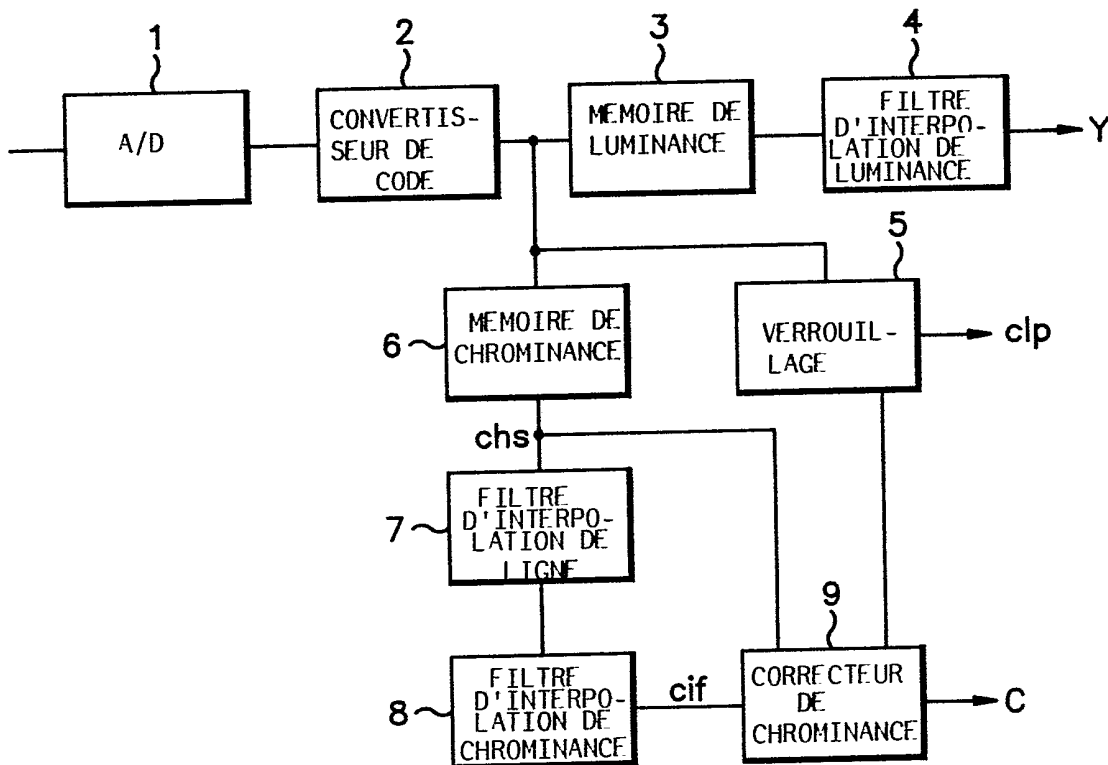 1
2
3
4
A/D
CONVERTIS-
SEUR DE
CODE
MEMOIRE DE
LUMINANCE
FILTRE
D'INTERPO-
LATION DE
LUMINANCE
Y
5
6
MEMOIRE DE
CHROMINANCE
VERROUIL-
LAGE
clp
chs
7
FILTRE
D'INTERPO-
LATION DE
LIGNE
9
8
FILTRE
D'INTERPO-
LATION DE
CHROMINANCE
cif
CORRECTEUR
DE
CHROMINANCE
C